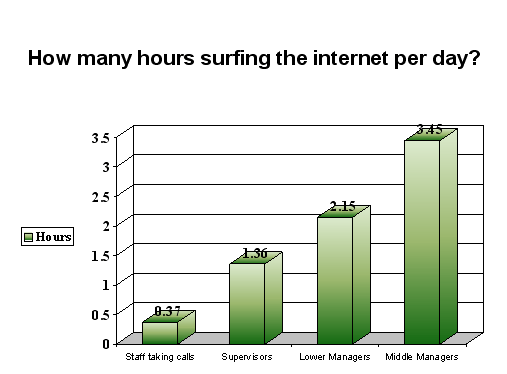 How many hours surfing the internet per day?
3.5
3
2.5
2
1.5
1
0.5
0
0.37
1.36
2.15
3.45
Hours
Staff taking calls
Supervisors
Lower Managers
Middle Managers